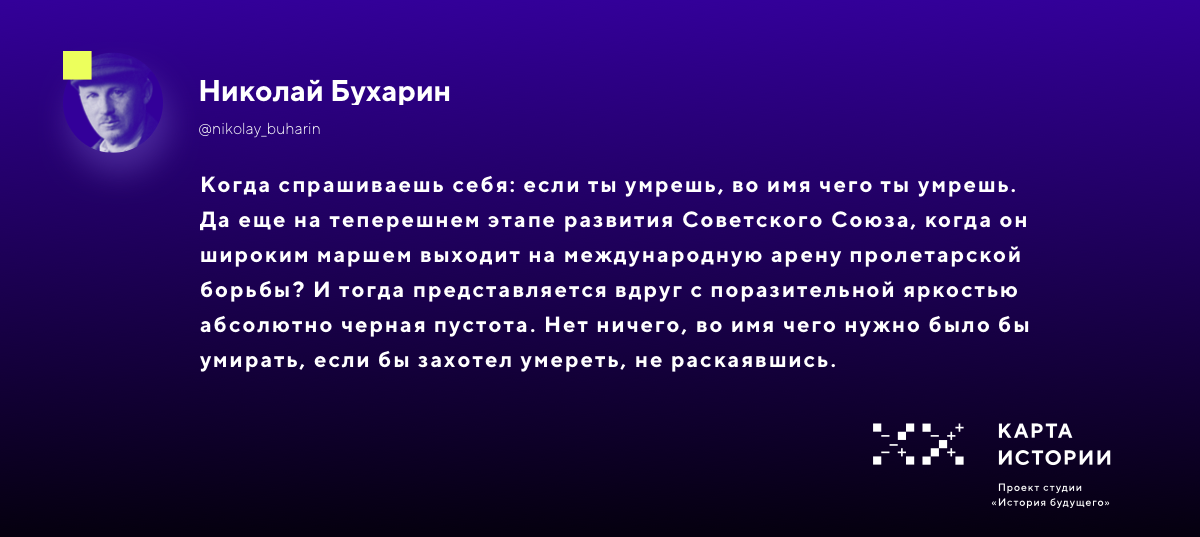 Николай Бухарин
@nikolay_buharin
Когда спрашиваешь себя: если ты умрешь, во имя чего ты умрешь.
Да еще на теперешнем этапе развития Советского Союза, когда он
широким маршем выходит на международную арену пролетарской
борьбы? И тогда представляется вдруг с поразительной яркостью
абсолютно черная пустота. Нет ничего, во имя чего нужно было бы
умирать, если бы захотел умереть, не раскаявшись.
КАРТА
ИСТОРИИ
Проект студии
«История будущего»